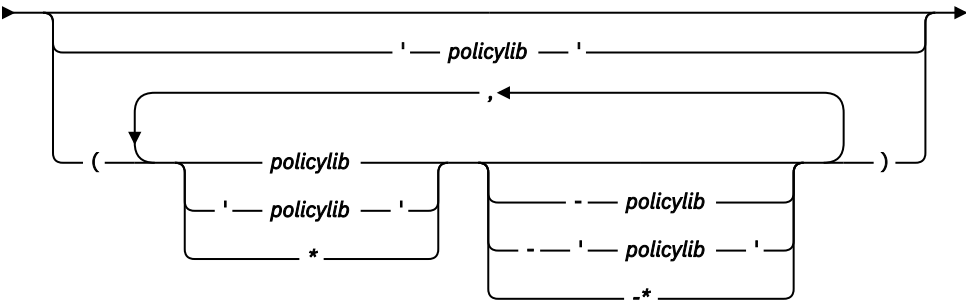 ' policylib '
,
( policylib )
' policylib ' - policylib
* - ' policylib '
-*